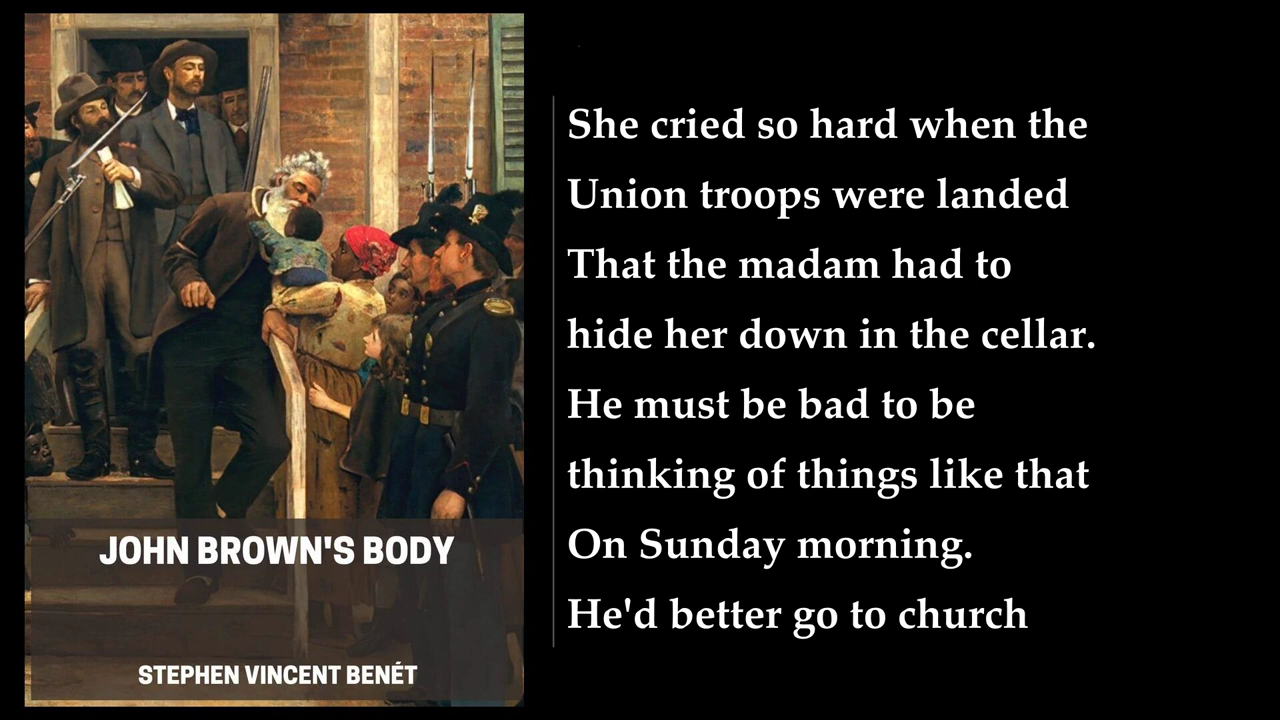 JOHN BROWN'S BODY
STEPHEN VINCENT BENÉT
She cried so hard when the
Union troops were landed
That the madam had to
hide her down in the cellar.
He must be bad to be
thinking of things like that
On Sunday morning.
He'd better go to church